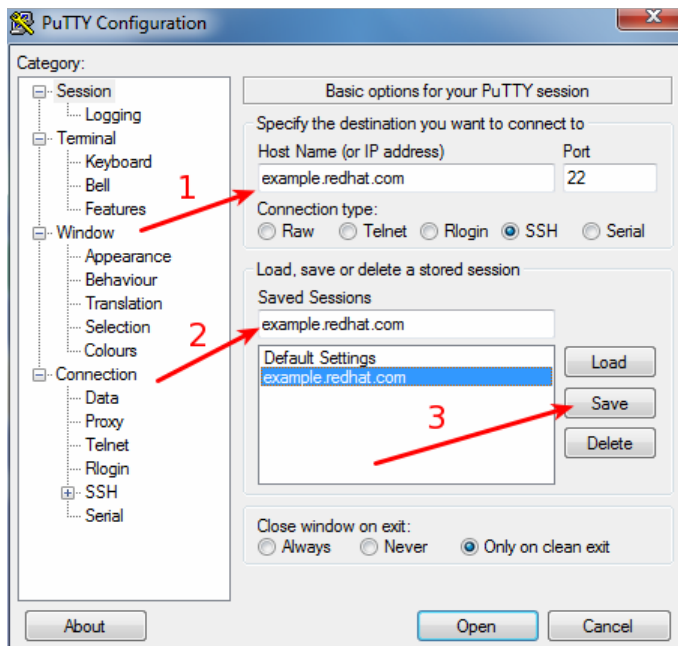 PuTTY Configuration
X
Category:
Session
Logging
Terminal
Keyboard
Bell
Features
Window
Appearance
Behaviour
Translation
Selection
Colours
Connection
Data
Proxy
Telnet
Rlogin
SSH
Serial
Basic options for your PuTTY session
Specify the destination you want to connect to
Host Name (or IP address) Port
example.redhat.com 22
Connection type:
Raw Telnet Rlogin SSH Serial
Load, save or delete a stored session
Saved Sessions
example.redhat.com
Default Settings
example.redhat.com
Load
Save
Delete
Close window on exit:
Always Never Only on clean exit
About Open Cancel
1
2
3